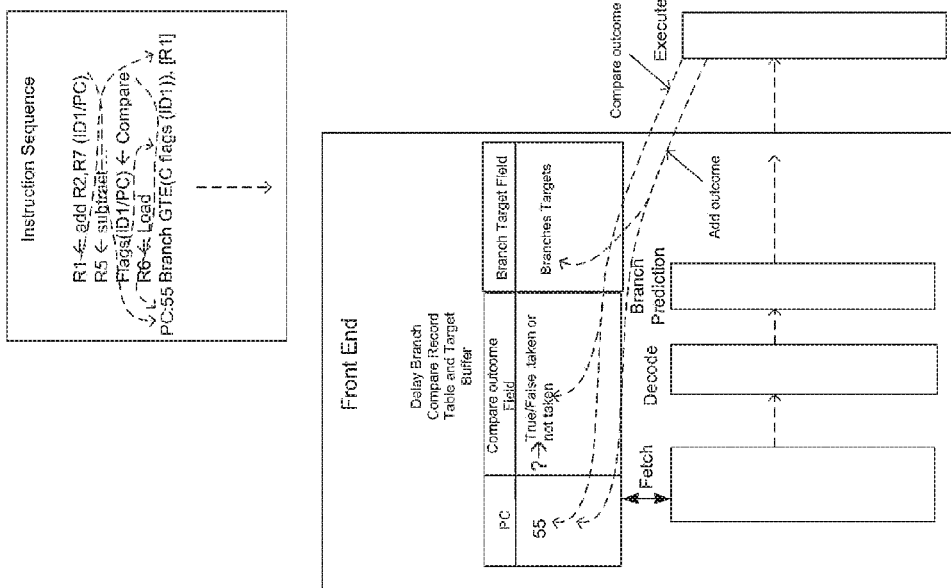 Instruction Sequence
R1 ← add R2,R7 (ID1/PC)
R5 ← subtract
Flags(ID1/PC) ← Compare
R6 ← Load
PC:55 Branch GTE(C flags (ID1)), [R1]
Front End
Delay Branch
Compare Record
Table and Target
Buffer
PC
Compare outcome
Field
Branch Target Field
55
? → True/False .taken or
not taken
Branches Targets
Fetch
Decode
Branch
Prediction
Execute
Compare outcome
Add outcome